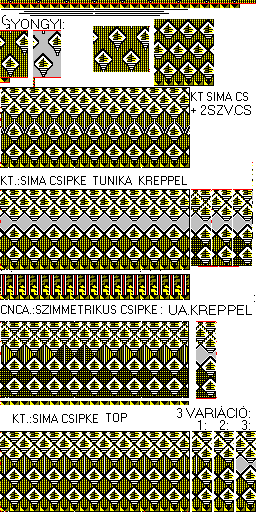 GYÖNGYI:
KT SIMA CS
+ 2SZV.CS
KT.:SIMA CSIPKE TUNIKA KREPPEL
CNCA.:SZIMMETRIKUS CSIPKE: UA.KREPPEL
KT.:SIMA CSIPKE TOP
3 VARIÁCIÓ:
1: 2: 3: